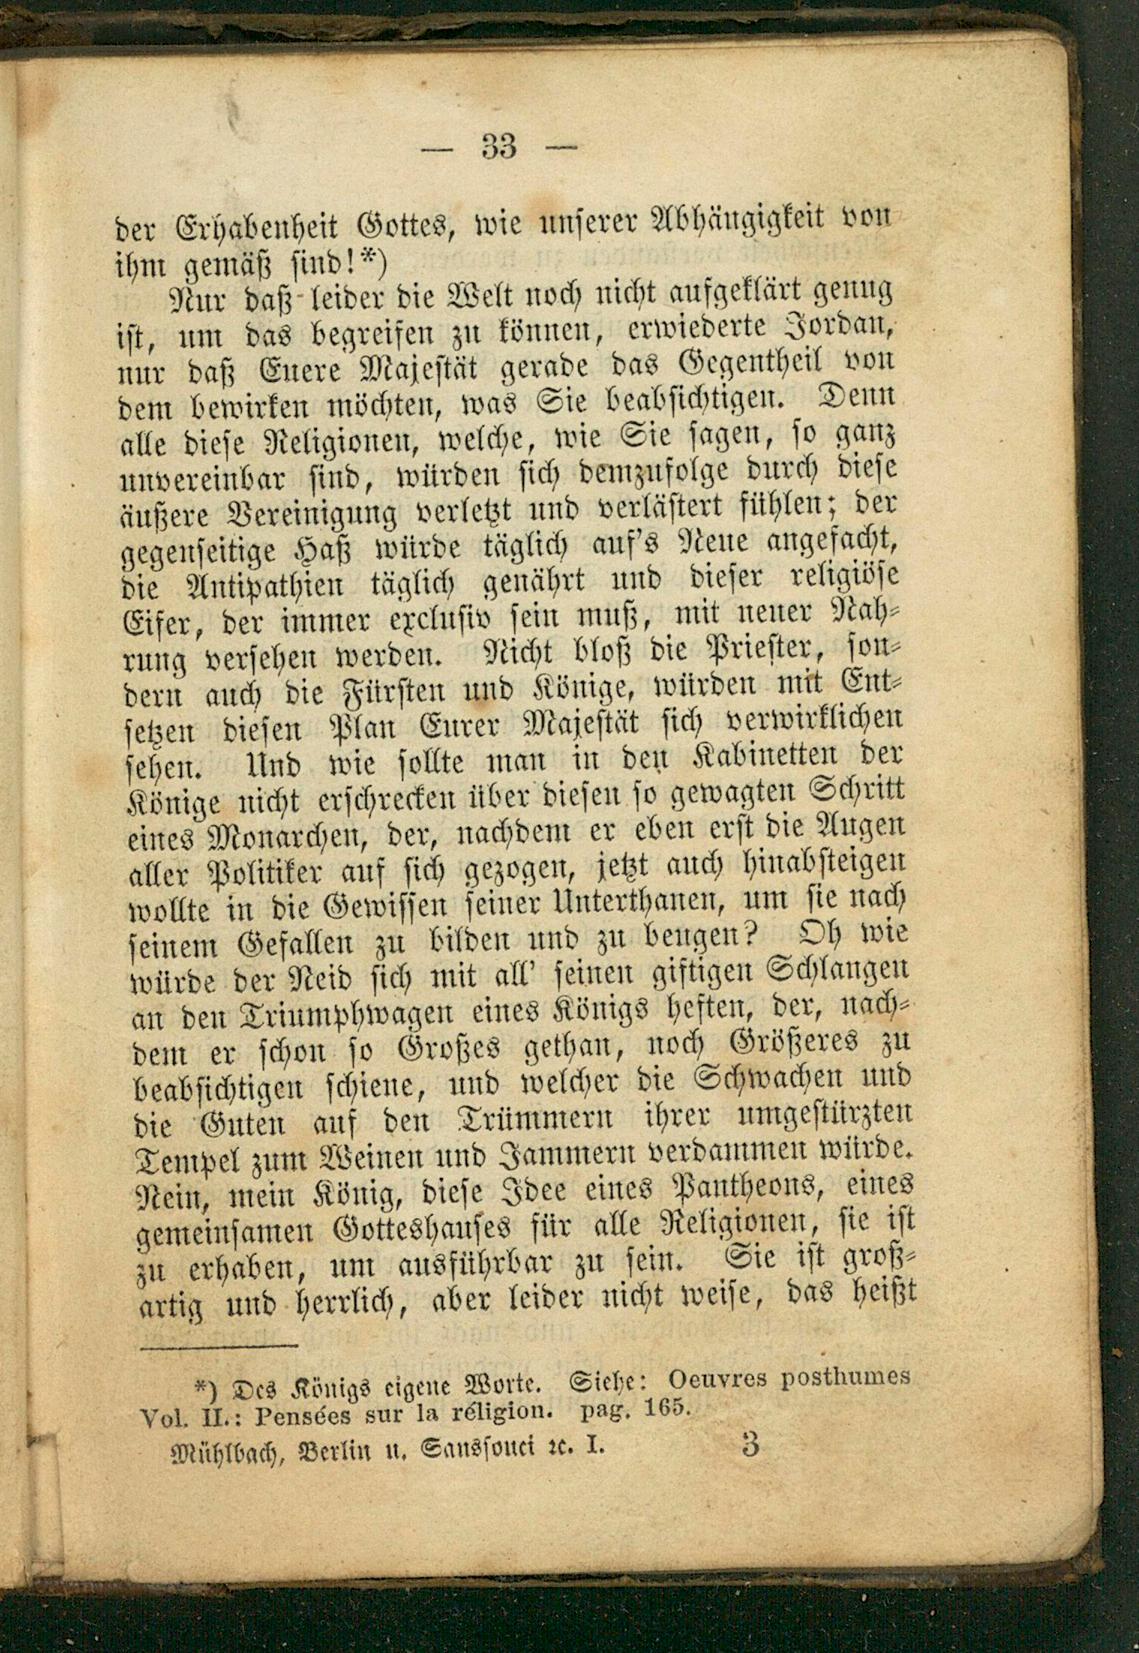 — 33 —
der Erhabenheit Gottes, wie unserer Abhängigkeit von
ihm gemäß sind!*)
Nur daß leider die Welt noch nicht aufgeklärt genug
ist, um das begreifen zu können, erwiederte Jordan,
nur daß Euere Majestät gerade das Gegentheil von
dem bewirken möchten, was Sie beabsichtigen. Denn
alle diese Religionen, welche, wie Sie sagen, so ganz
unvereinbar sind, würden sich demzufolge durch diese
äußere Vereinigung verletzt und verlästert fühlen; der
gegenseitige Haß würde täglich auf's Neue angefacht,
die Antipathien täglich genährt und dieser religiöse
Eifer, der immer exclusiv sein muß, mit neuer Nah-
rung versehen werden. Nicht bloß die Priester, son-
dern auch die Fürsten und Könige, würden mit Ent-
setzen diesen Plan Eurer Majestät sich verwirklichen
sehen. Und wie sollte man in den Kabinetten der
Könige nicht erschrecken über diesen so gewagten Schritt
eines Monarchen, der, nachdem er eben erst die Augen
aller Politiker auf sich gezogen, jetzt auch hinabsteigen
wollte in die Gewissen seiner Unterthanen, um sie nach
seinem Gefallen zu bilden und zu beugen? Oh wie
würde der Neid sich mit all' seinen giftigen Schlangen
an den Triumphwagen eines Königs heften, der, nach-
dem er schon so Großes gethan, noch Größeres zu
beabsichtigen schiene, und welcher die Schwachen und
die Guten auf den Trümmern ihrer umgestürzten
Tempel zum Weinen und Jammern verdammen würde.
Nein, mein König, diese Idee eines Pantheons, eines
gemeinsamen Gotteshauses für alle Religionen, sie ist
zu erhaben, um ausführbar zu sein. Sie ist groß-
artig und herrlich, aber leider nicht weise, das heißt
*) Des Königs eigene Worte. Siehe: Oeuvres posthumes
Vol. II.: Pensées sur la réligion. pag. 165.
Mühlbach, Berlin u. Sanssouci ꝛc. I. 3